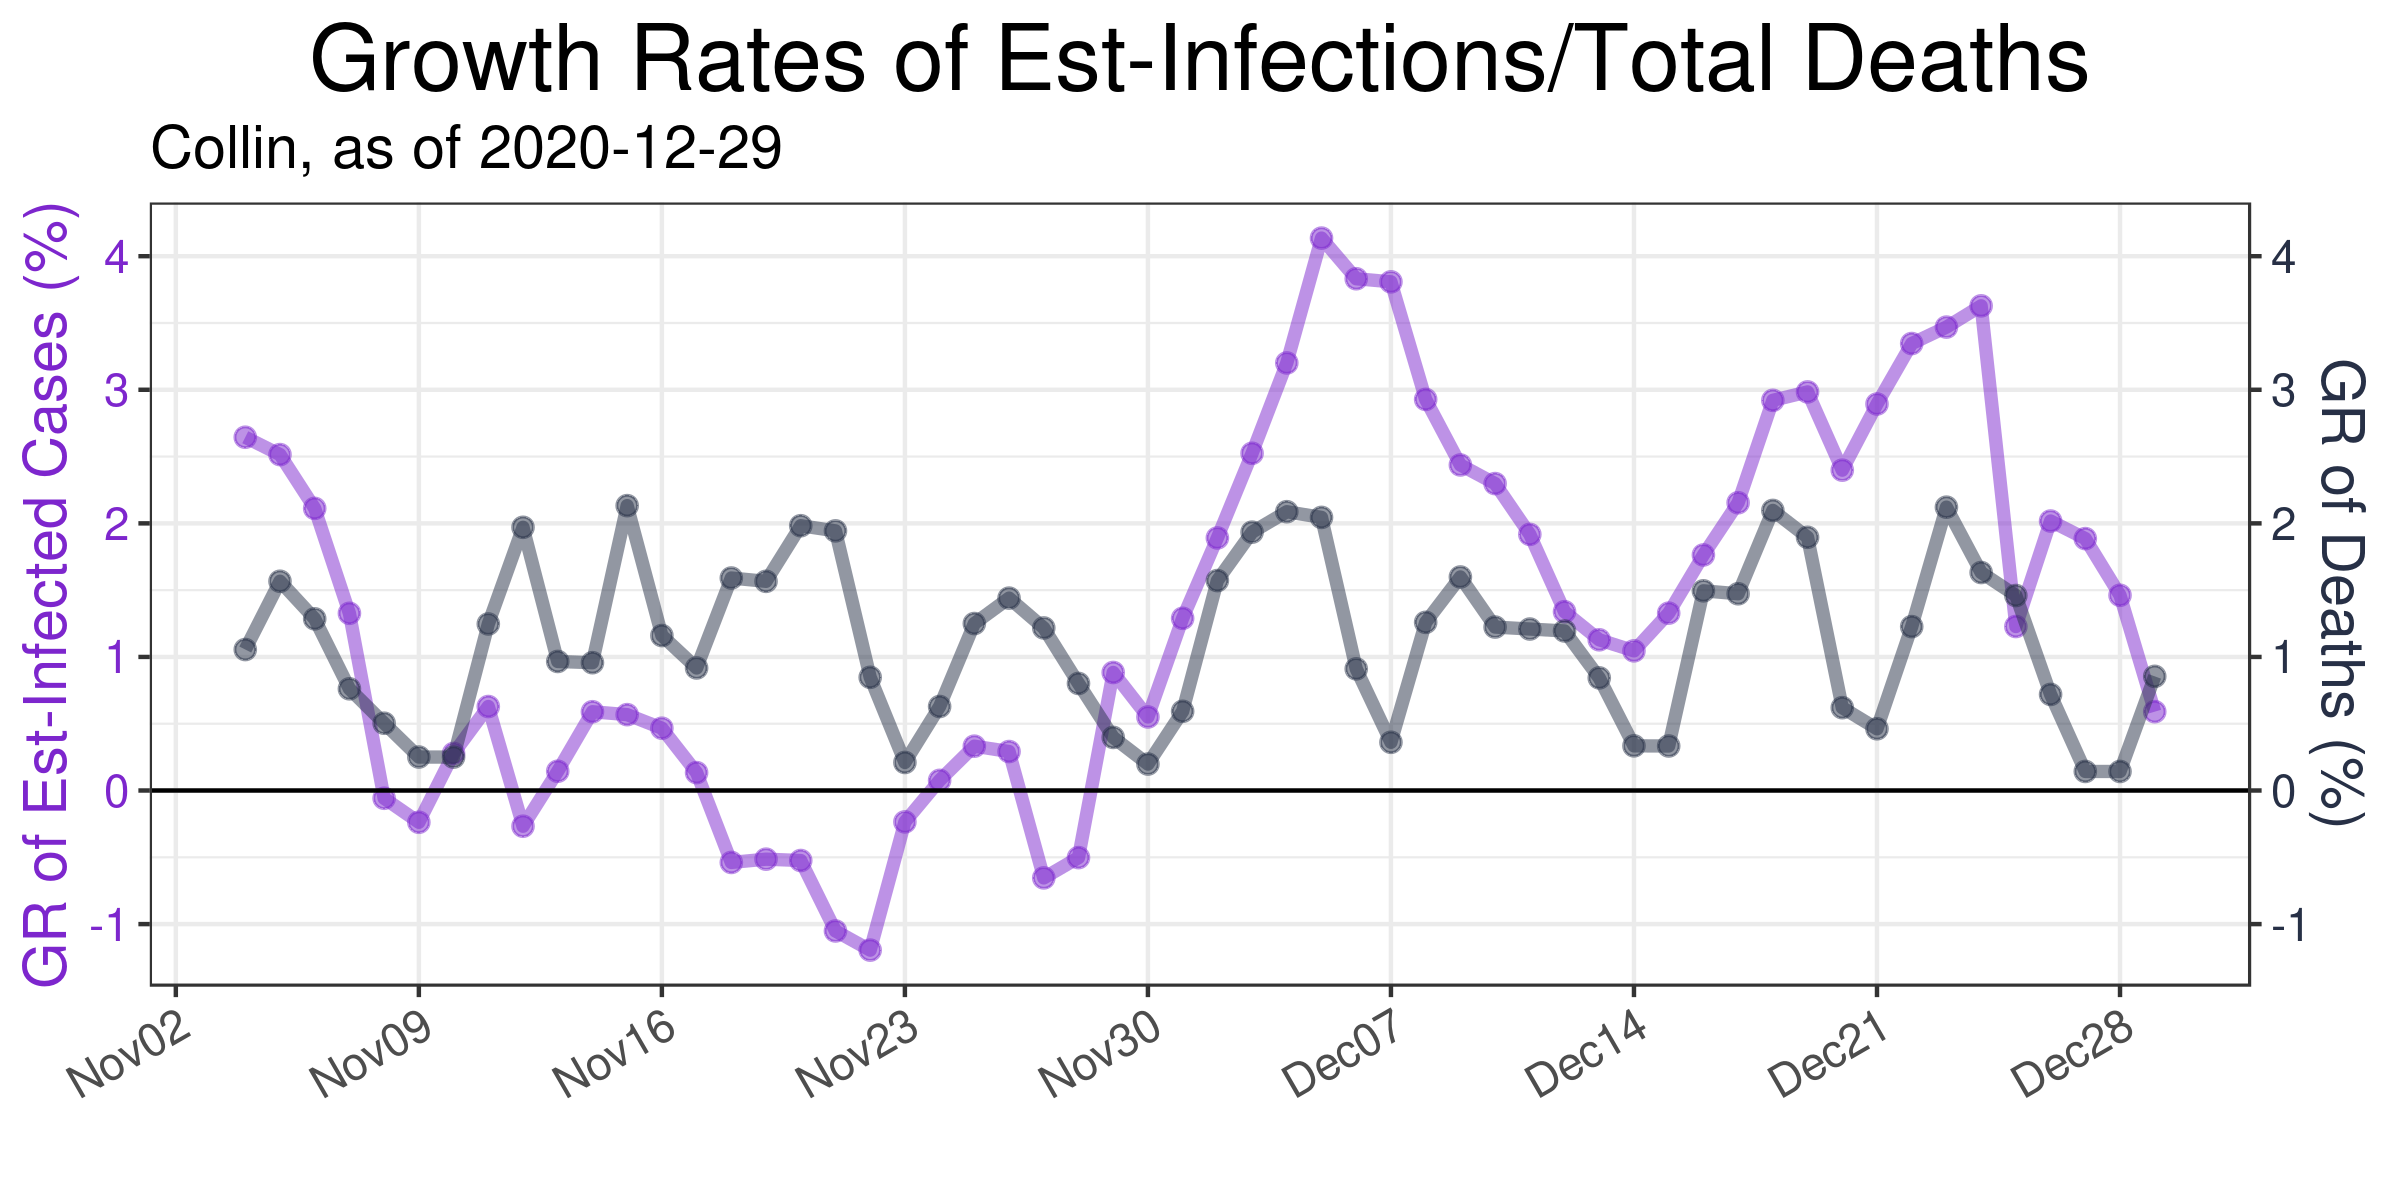 Growth Rates of Est-Infections/Total Deaths
Collin, as of 2020-12-29
GR of Est-Infected Cases (%)
4
3
2
1
0
-1
4
3
2
1
0
-1
GR of Deaths (%)
Nov02
Nov09
Nov16
Nov23
Nov30
Dec07
Dec14
Dec21
Dec28